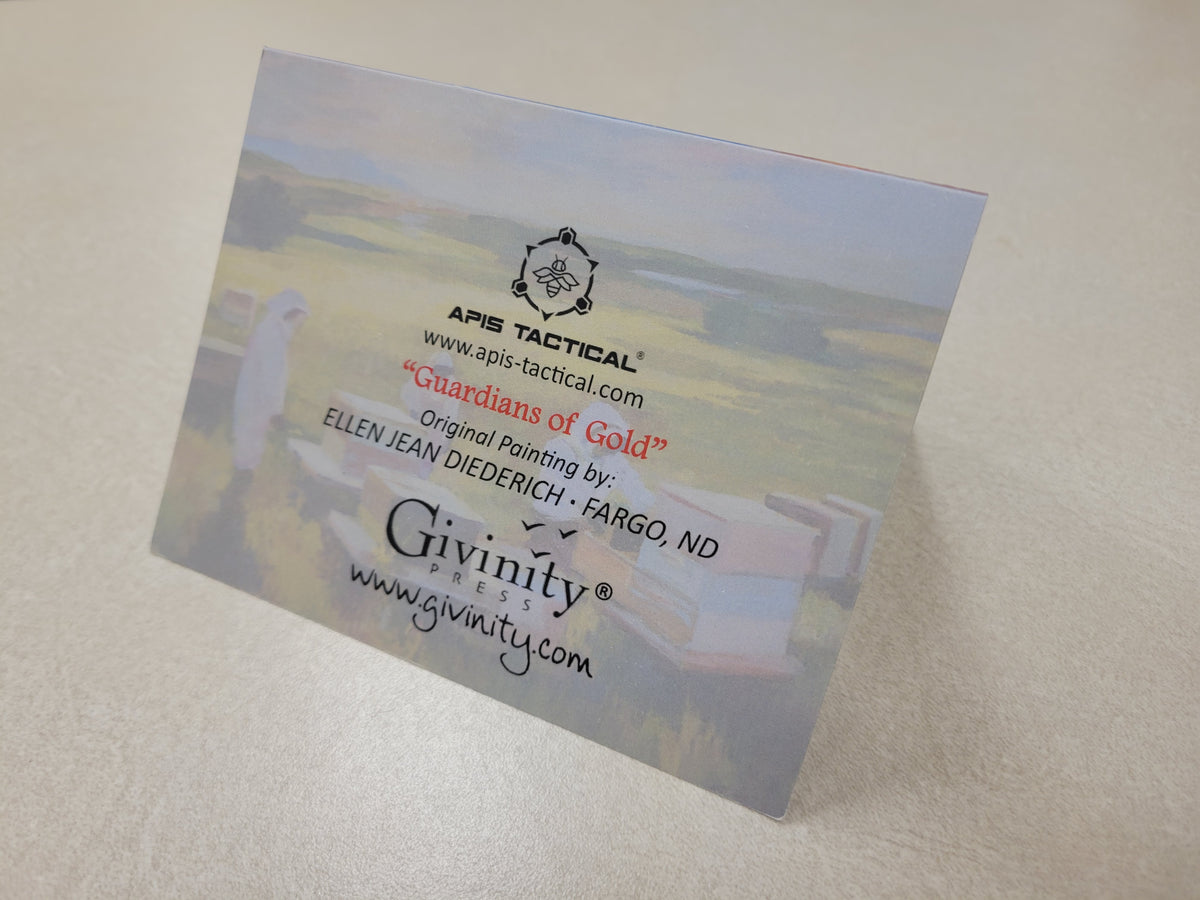 APIS TACTICAL®
www.apis-tactical.com
“Guardians of Gold”
Original Painting by:
ELLEN JEAN DIEDERICH · FARGO, ND
Givinity®
PRESS
www.givinity.com